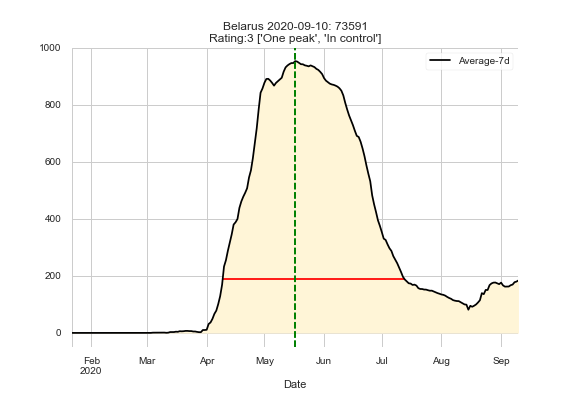 Belarus 2020-09-10: 73591
Rating:3 ['One peak', 'In control']
Average-7d
1000
800
600
400
200
0
Feb Mar Apr May Jun Jul Aug Sep
2020
Date